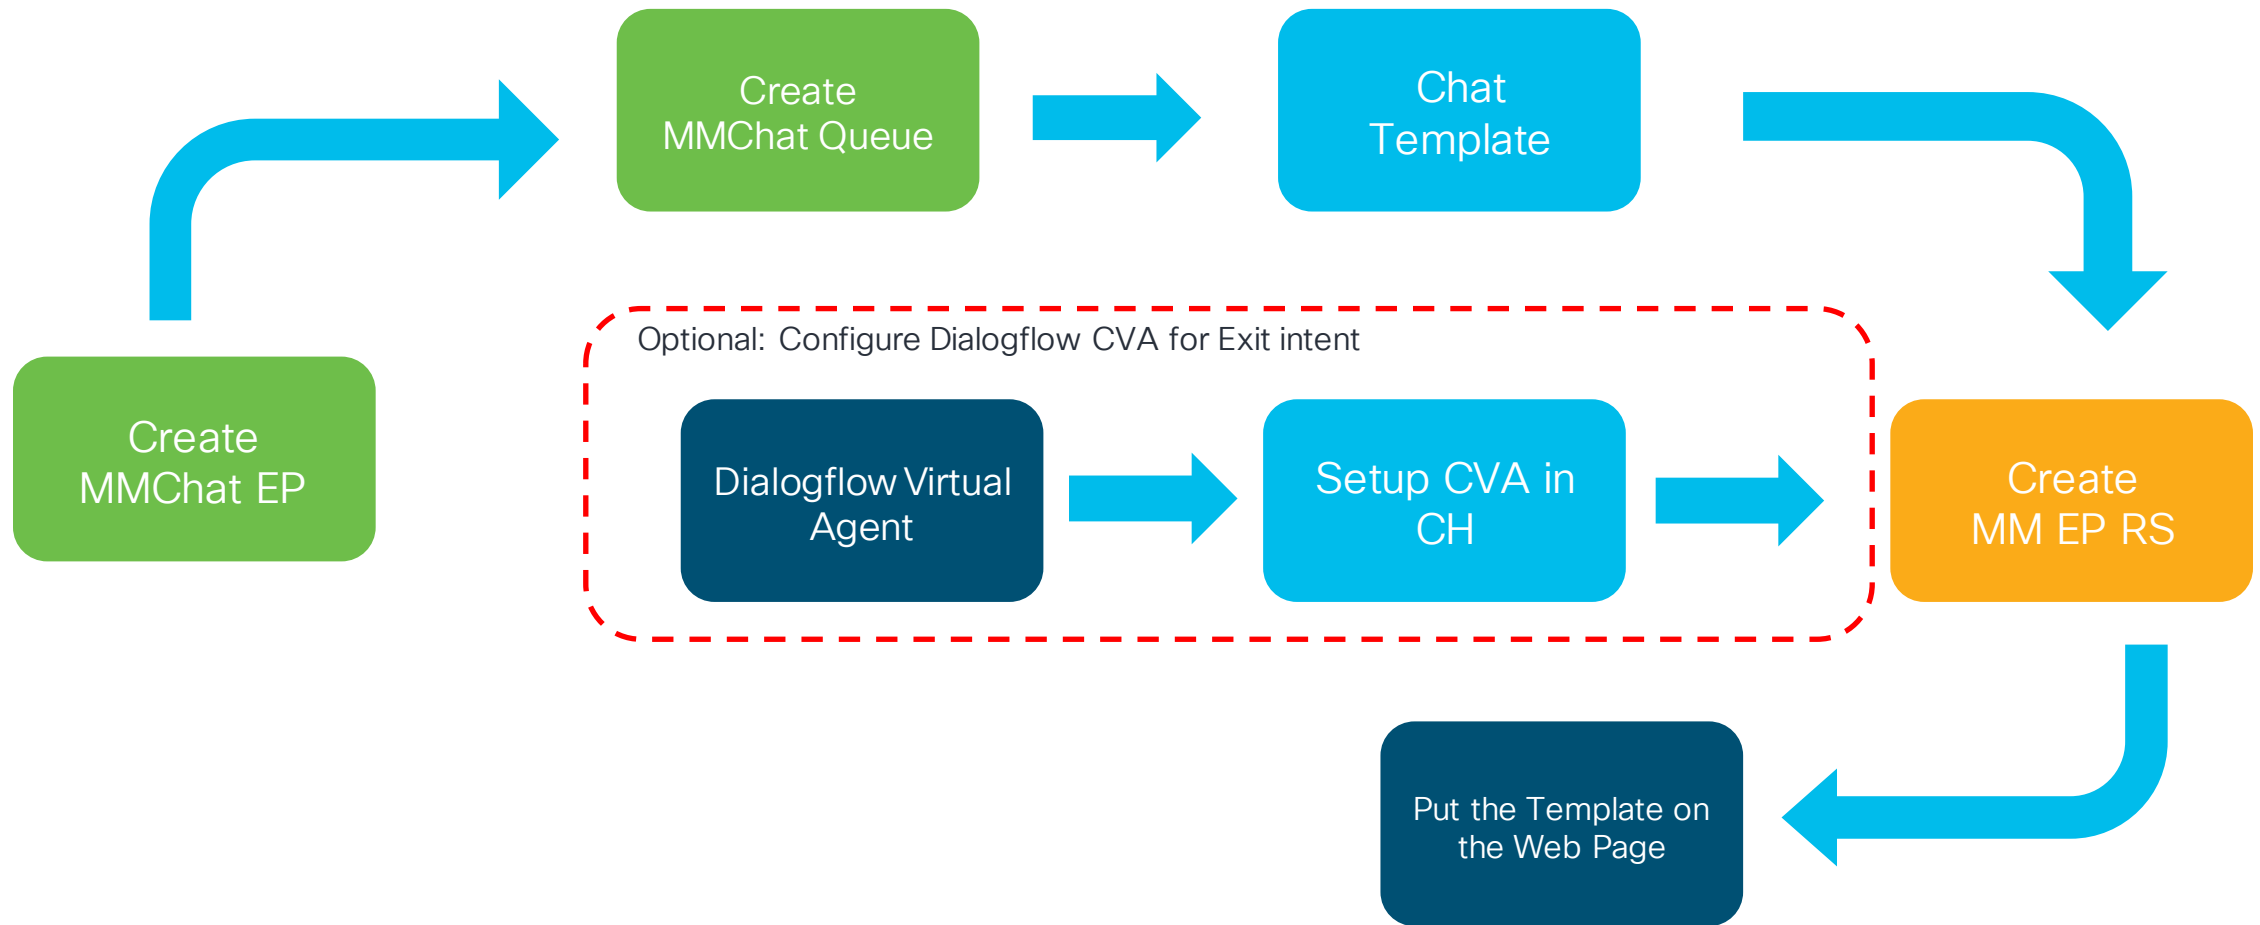 Create
MMChat Queue
Chat
Template
Optional: Configure Dialogflow CVA for Exit intent
Create
MMChat EP
Dialogflow Virtual
Agent
Setup CVA in
CH
Create
MM EP RS
Put the Template on
the Web Page